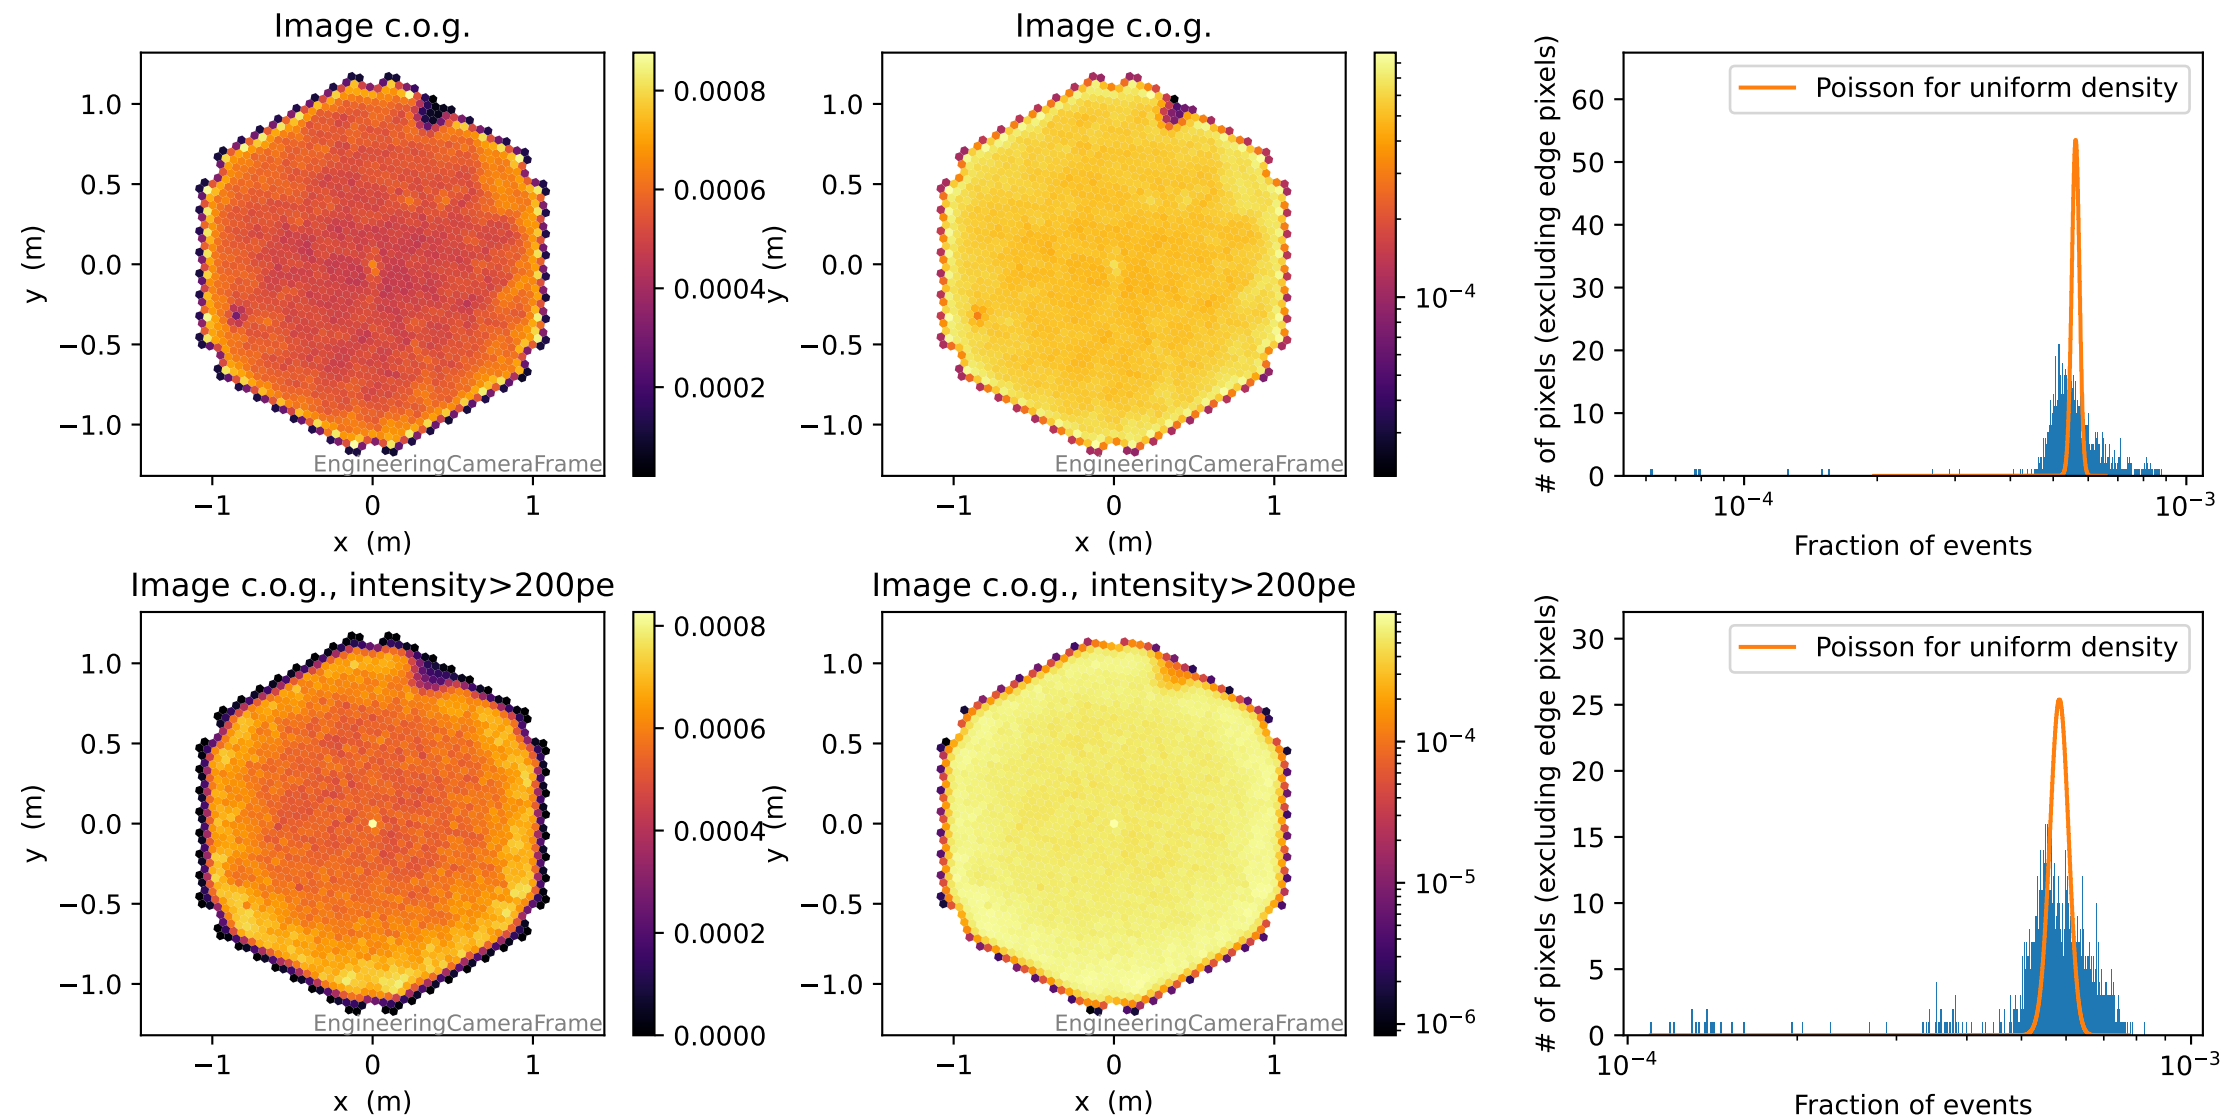 Image c.o.g.
1.0
0.5
0.0
−0.5
−1.0
y (m)
−1
0
1
x (m)
EngineeringCameraFrame
0.0008
0.0006
0.0004
0.0002
Image c.o.g.
1.0
0.5
0.0
−0.5
−1.0
y (m)
−1
0
1
x (m)
EngineeringCameraFrame
10⁻⁴
Poisson for uniform density
60
50
40
30
20
10
0
# of pixels (excluding edge pixels)
10⁻⁴
10⁻³
Fraction of events
Image c.o.g., intensity>200pe
1.0
0.5
0.0
−0.5
−1.0
y (m)
−1
0
1
x (m)
EngineeringCameraFrame
0.0008
0.0006
0.0004
0.0002
0.0000
Image c.o.g., intensity>200pe
1.0
0.5
0.0
−0.5
−1.0
y (m)
−1
0
1
x (m)
EngineeringCameraFrame
10⁻⁴
10⁻⁵
10⁻⁶
Poisson for uniform density
30
25
20
15
10
5
0
# of pixels (excluding edge pixels)
10⁻⁴
10⁻³
Fraction of events